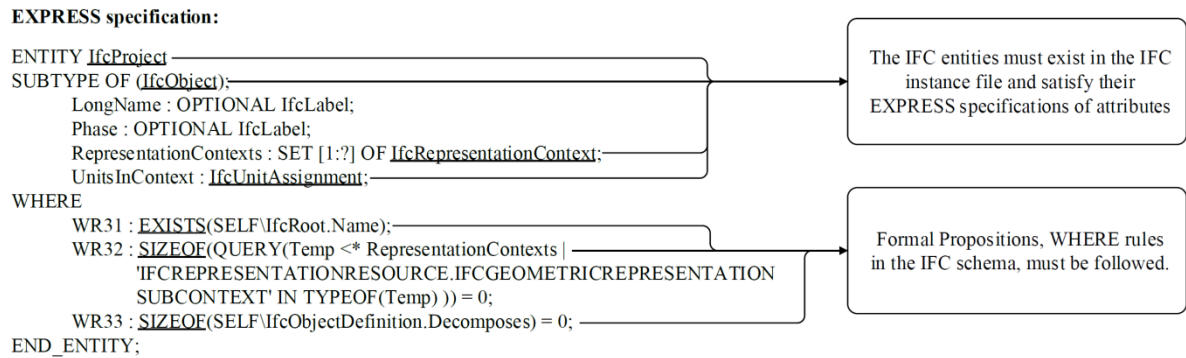 EXPRESS specification:
ENTITY IfcProject
SUBTYPE OF (IfcObject);
LongName : OPTIONAL IfcLabel;
Phase : OPTIONAL IfcLabel;
RepresentationContexts : SET [1:?] OF IfcRepresentationContext;
UnitsInContext : IfcUnitAssignment;
WHERE
WR31 : EXISTS(SELF\IfcRoot.Name);
WR32 : SIZEOF(QUERY(Temp <* RepresentationContexts |
'IFCREPRESENTATIONRESOURCE.IFCGEOMETRICREPRESENTATION
SUBCONTEXT' IN TYPEOF(Temp) )) = 0;
WR33 : SIZEOF(SELF\IfcObjectDefinition.Decomposes) = 0;
END_ENTITY;
The IFC entities must exist in the IFC
instance file and satisfy their
EXPRESS specifications of attributes
Formal Propositions, WHERE rules
in the IFC schema, must be followed.